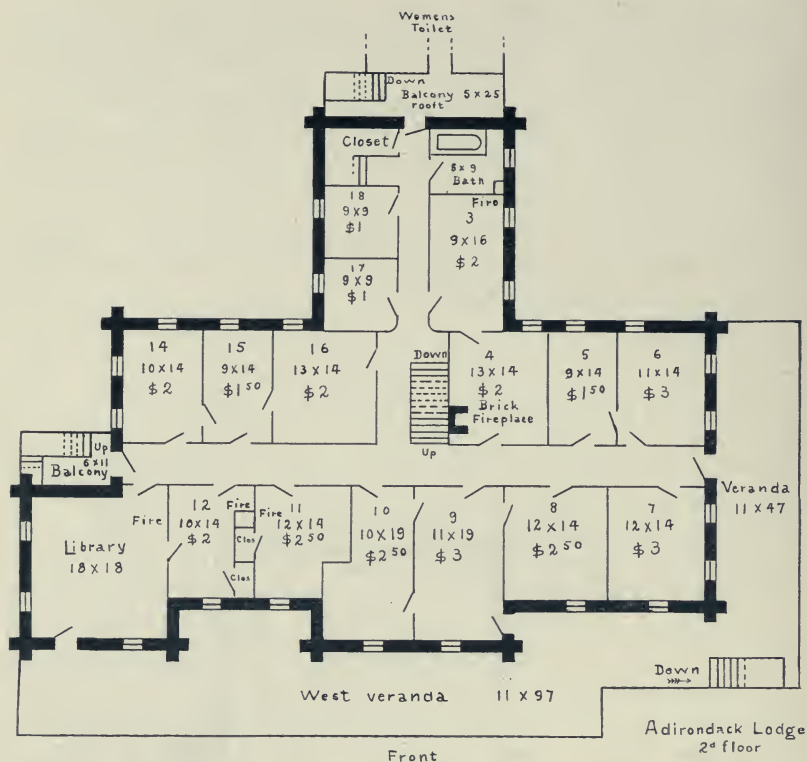 Womens
Toilet
Down
Balcony 5 x 25
rooft
Closet
8 x 9
Bath
Fire
18
9 x 9
$1
3
9 x 16
$2
17
9 x 9
$1
14
10 x 14
$2
15
9 x 14
$1 50
16
13 x 14
$2
Down
Up
4
13 x 14
$2
Brick
Fireplace
5
9 x 14
$1 50
6
11 x 14
$3
Up
6 x 11
Balcony
Veranda
11 x 47
Fire
Library
18 x 18
12
10 x 14
$2
Fire
Clos
Clos
Fire
11
12 x 14
$2 50
10
10 x 19
$2 50
9
11 x 19
$3
8
12 x 14
$2 50
7
12 x 14
$3
Down
West veranda 11 x 97
Adirondack Lodge
2d floor
Front